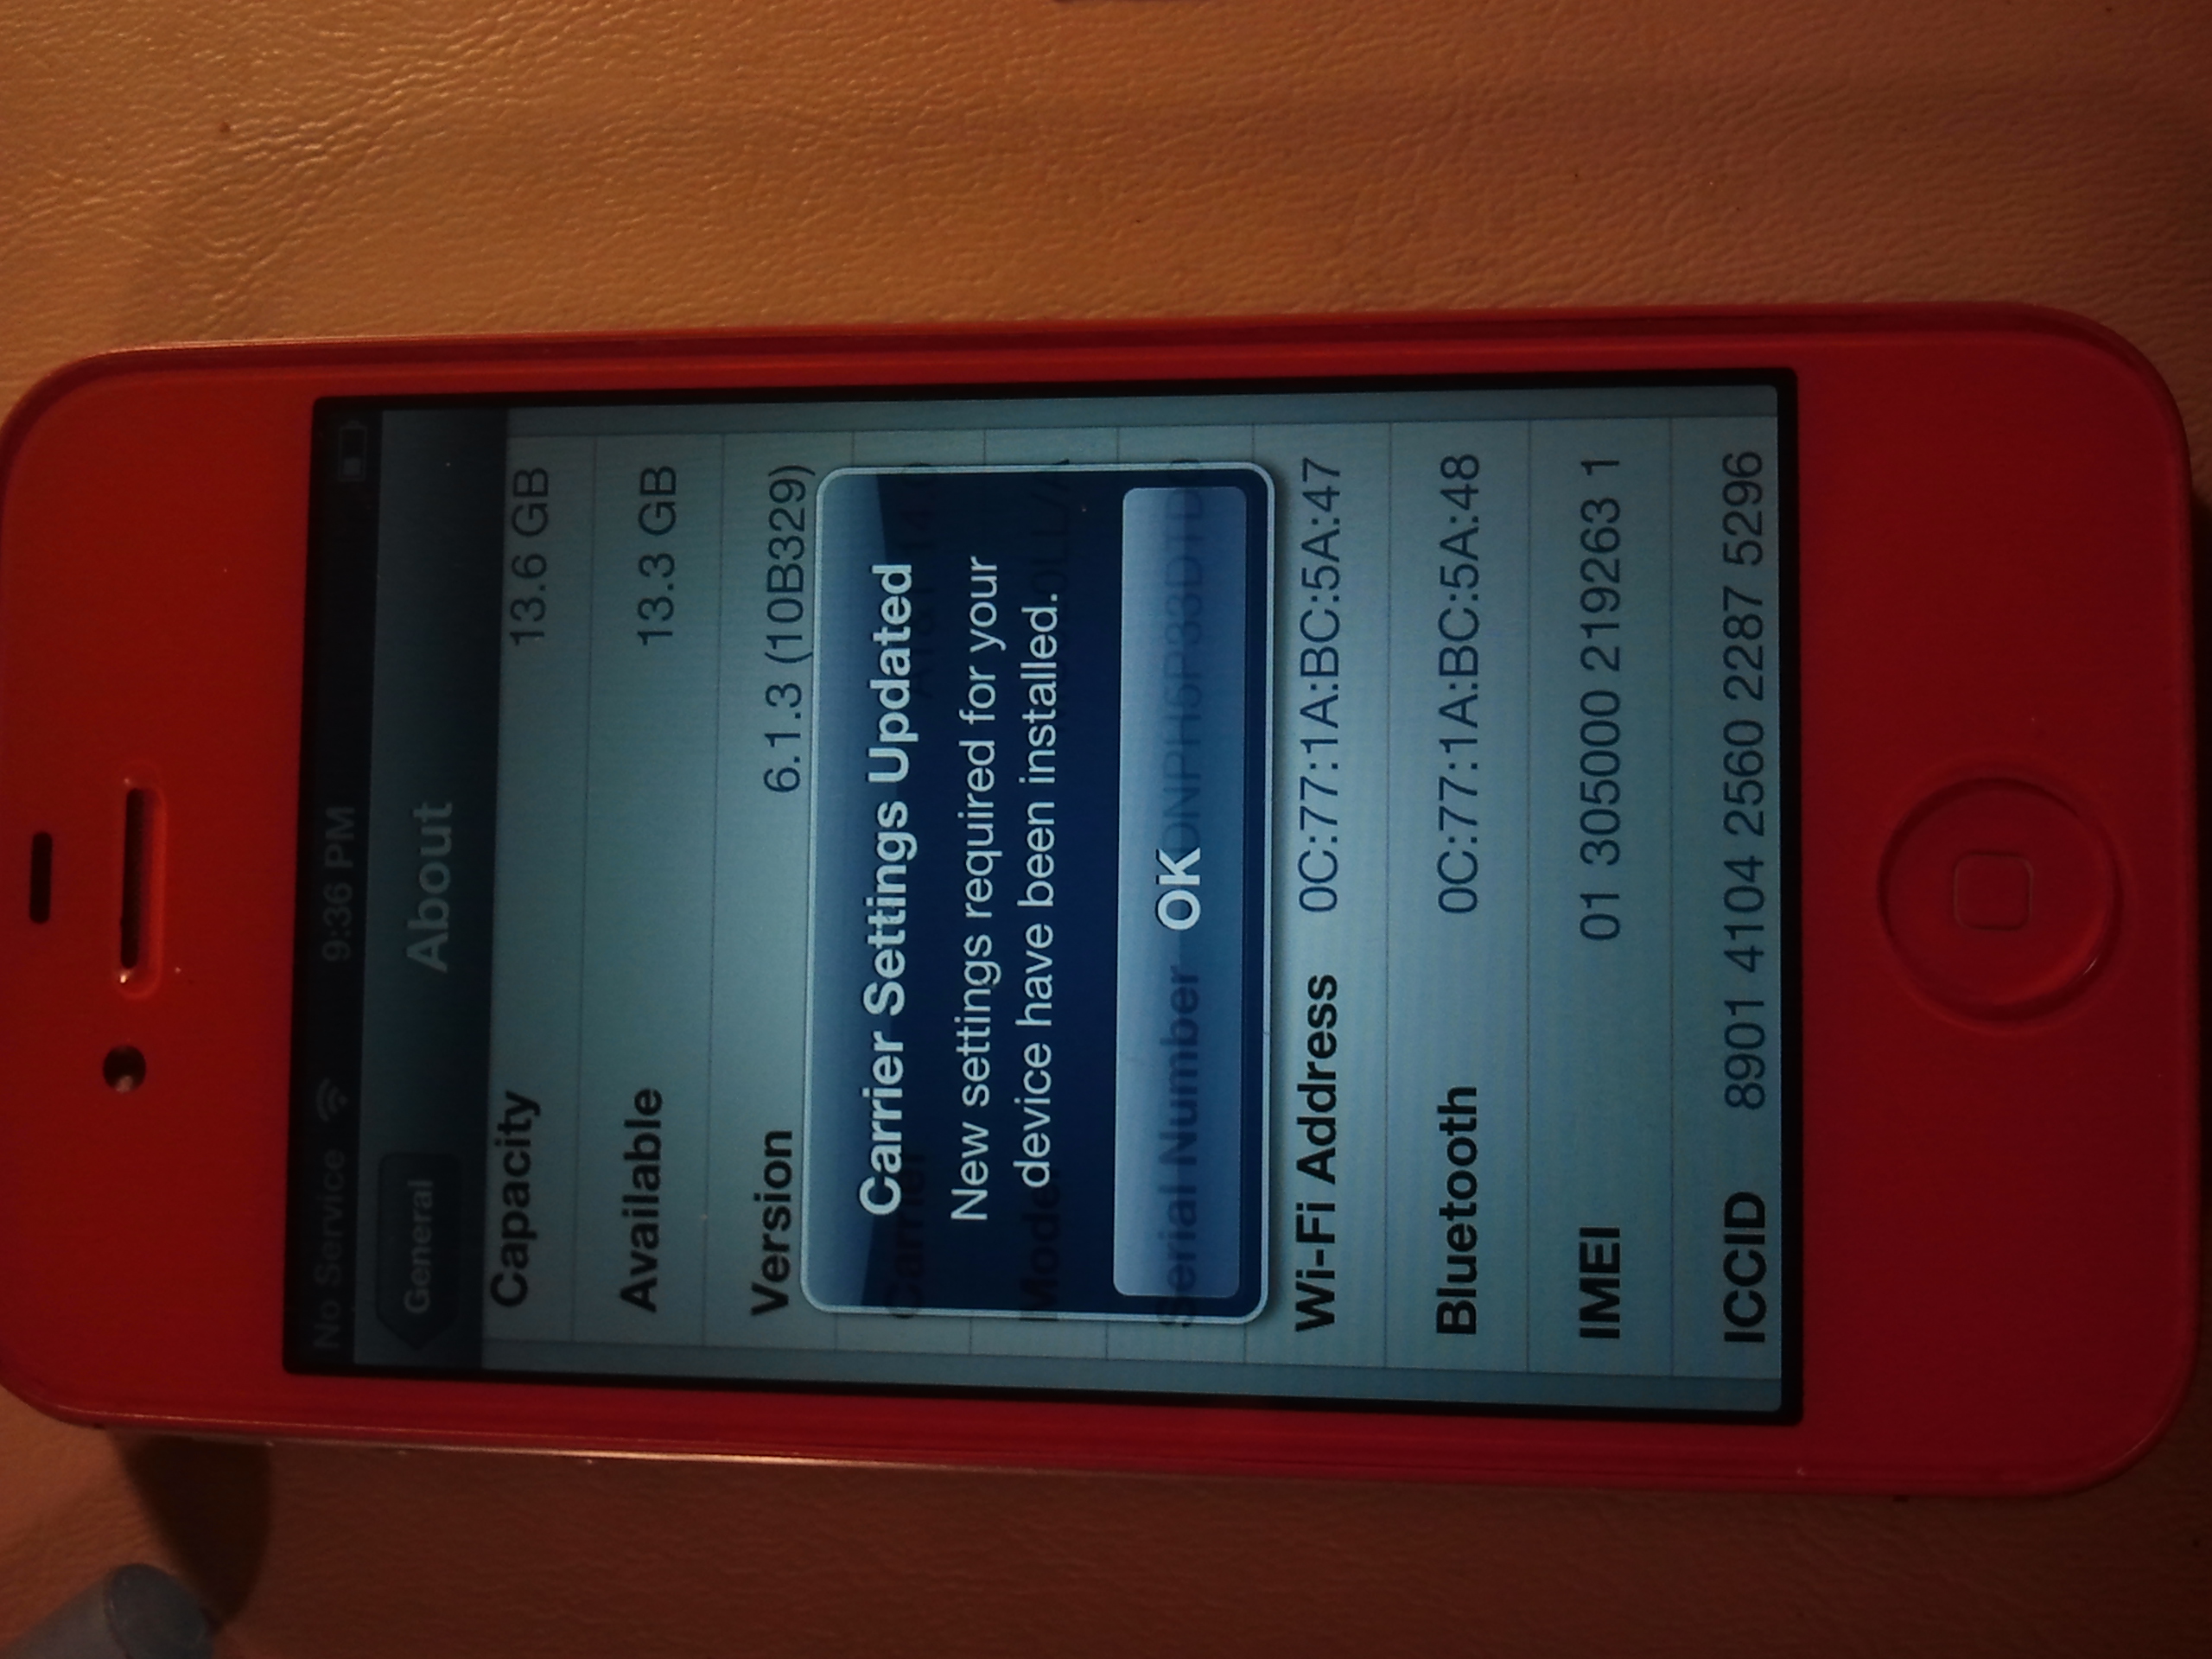 No Service 9:36 PM
General About
Capacity 13.6 GB
Available 13.3 GB
Version 6.1.3 (10B329)
Carrier
Carrier Settings Updated
New settings required for your
device have been installed.
Model
Serial Number
OK
Wi-Fi Address 0C:77:1A:BC:5A:47
Bluetooth 0C:77:1A:BC:5A:48
IMEI 01 305000 219263 1
ICCID 8901 4104 2560 2287 5296